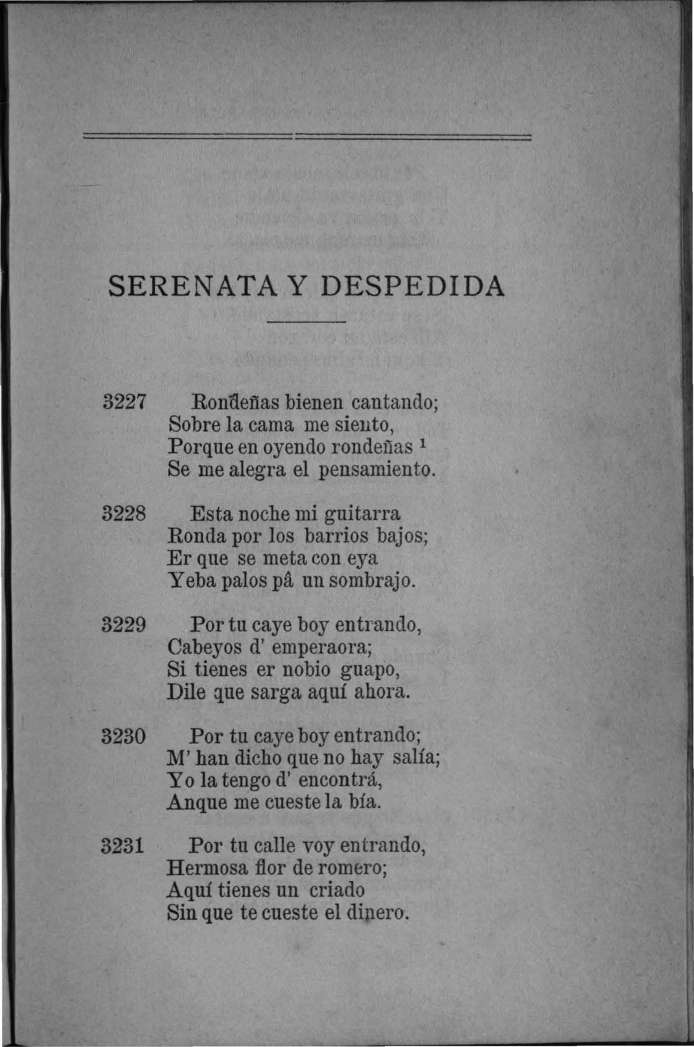 SERENATA Y DESPEDIDA
3227 Rondeñas bienen cantando;
Sobre la cama me siento,
Porque en oyendo rondeñas ¹
Se me alegra el pensamiento.
3228 Esta noche mi guitarra
Ronda por los barrios bajos;
Er que se meta con eya
Yeba palos pâ un sombrajo.
3229 Por tu caye boy entrando,
Cabeyos d' emperaora;
Si tienes er nobio guapo,
Dile que sarga aquí ahora.
3230 Por tu caye boy entrando;
M' han dicho que no hay salía;
Yo la tengo d' encontrá,
Anque me cueste la bía.
3231 Por tu calle voy entrando,
Hermosa flor de romero;
Aquí tienes un criado
Sin que te cueste el dinero.